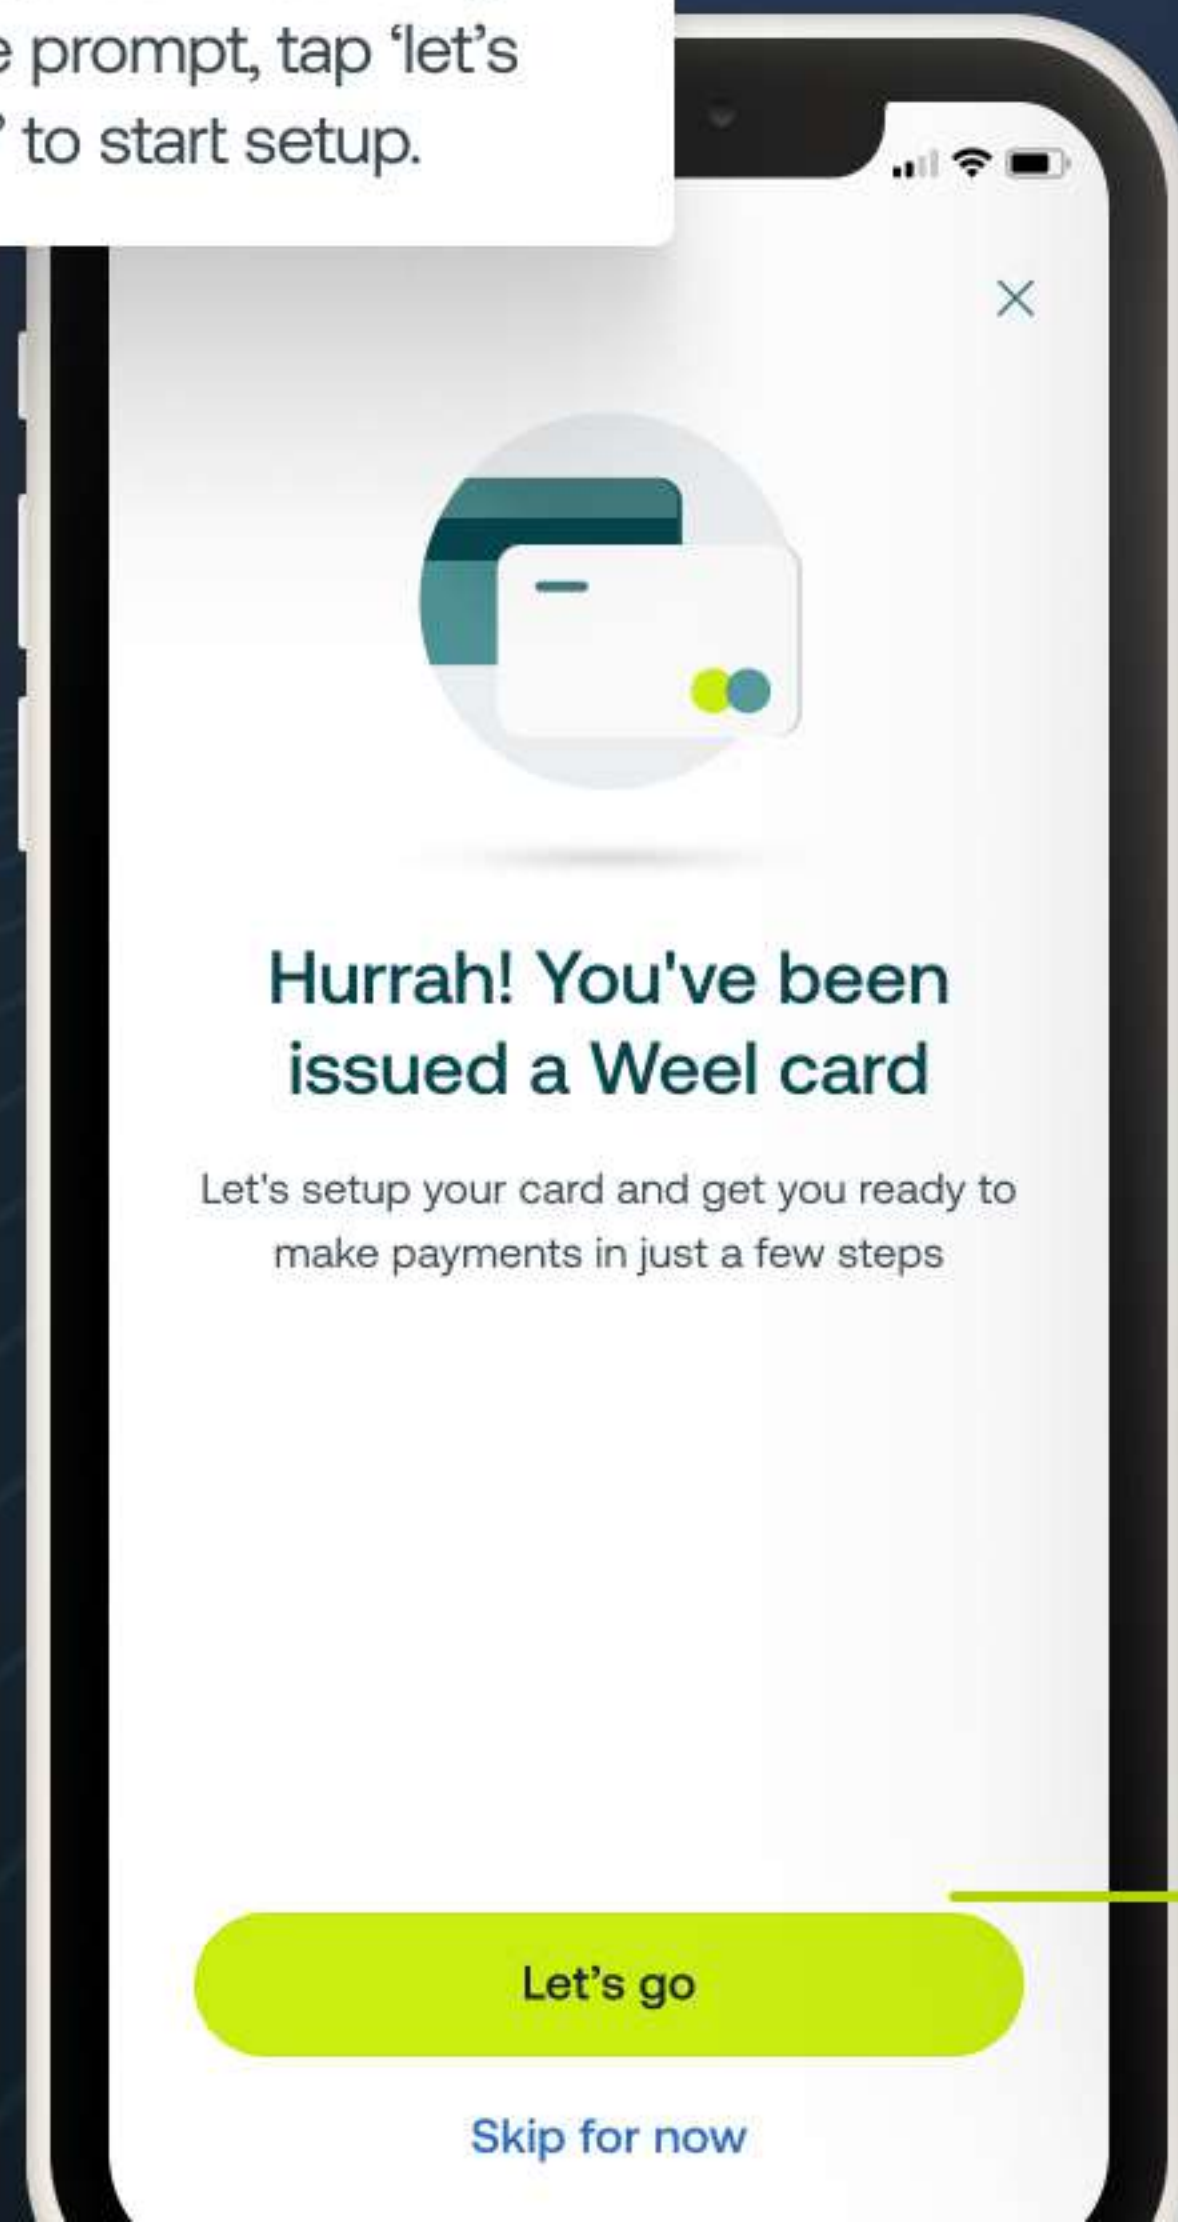 prompt, tap ‘let’s
’ to start setup.
Hurrah! You've been
issued a Weel card
Let's setup your card and get you ready to
make payments in just a few steps
Let’s go
Skip for now